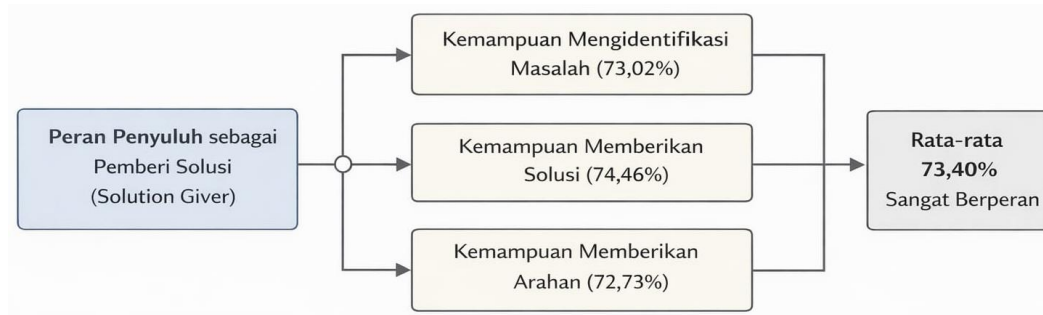 Peran Penyuluh sebagai
Pemberi Solusi
(Solution Giver)
Kemampuan Mengidentifikasi
Masalah (73,02%)
Kemampuan Memberikan
Solusi (74,46%)
Kemampuan Memberikan
Arahan (72,73%)
Rata-rata
73,40%
Sangat Berperan